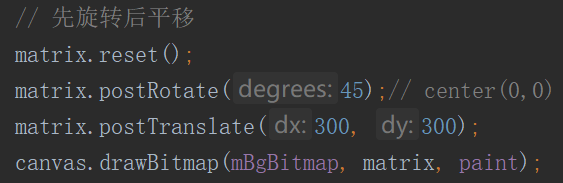 // 先旋转后平移
matrix.reset();
matrix.postRotate( degrees: 45);// center(0,0)
matrix.postTranslate( dx: 300, dy: 300);
canvas.drawBitmap(mBgBitmap, matrix, paint);